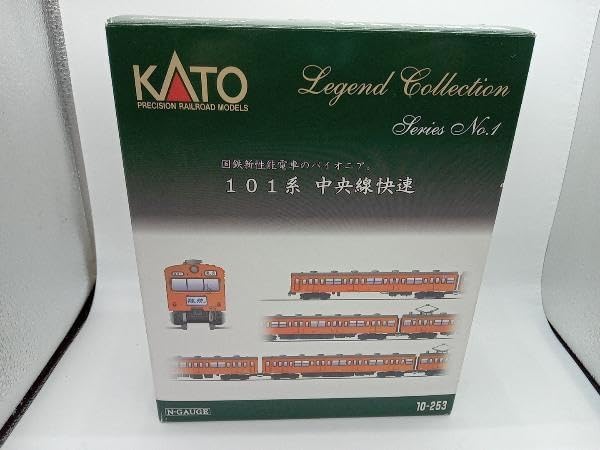 KATO
PRECISION RAILROAD MODELS
Legend Collection
Series No.1
国鉄新性能電車のパイオニア。
101系 中央線快速
N-GAUGE
10-253